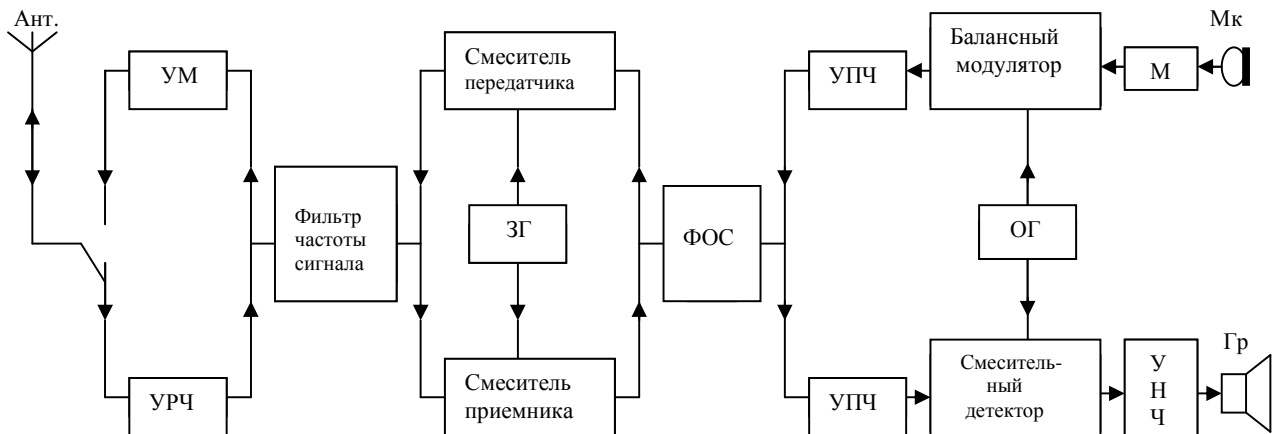 Ант.
УМ
Смеситель
передатчика
УПЧ
Балансный
модулятор
М
Мк
Фильтр
частоты
сигнала
ЗГ
ФОС
ОГ
УРЧ
Смеситель
приемника
УПЧ
Смеситель-
ный
детектор
У
Н
Ч
Гр